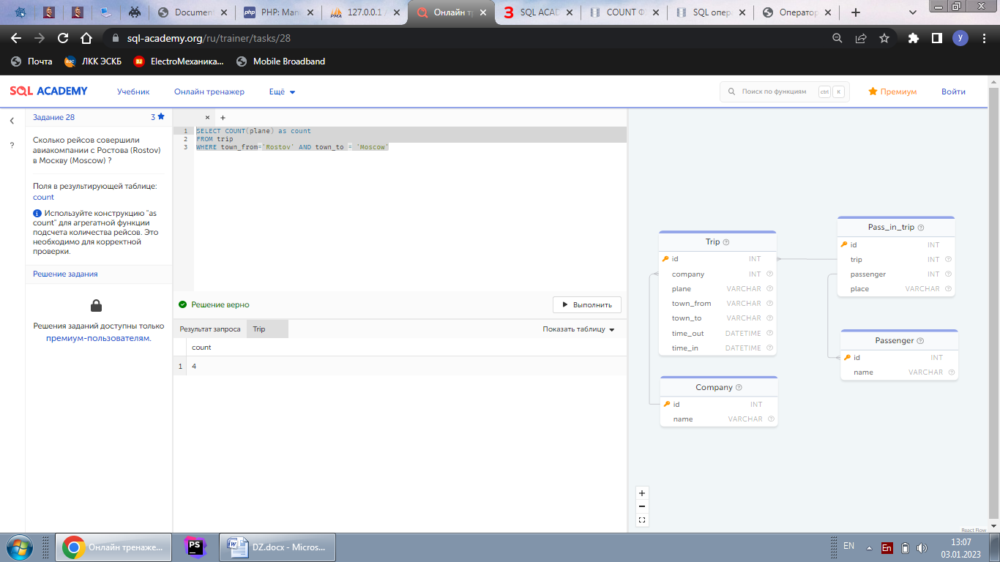 Document
PHP: Man
127.0.0.1 /
Онлайн тр
SQL ACAD
COUNT Ф
SQL опер
Оператор
sql-academy.org/ru/trainer/tasks/28
У
Почта
ЛКК ЭСКБ
ElectroМеханика...
Mobile Broadband
SQL ACADEMY
Учебник
Онлайн тренажер
Ещё
Поиск по функциям
ctrl
K
Премиум
Войти
Задание 28
3
Сколько рейсов совершили
авиакомпании с Ростова (Rostov)
в Москву (Moscow) ?
Поля в результирующей таблице:
count
Используйте конструкцию "as
count" для агрегатной функции
подсчета количества рейсов. Это
необходимо для корректной
проверки.
Решение задания
Решения заданий доступны только
премиум-пользователям.
1 SELECT COUNT(plane) as count
2 FROM trip
3 WHERE town_from='Rostov' AND town_to = 'Moscow'
Решение верно
Выполнить
Результат запроса
Trip
Показать таблицу
count
1 4
Trip
id INT
company INT
plane VARCHAR
town_from VARCHAR
town_to VARCHAR
time_out DATETIME
time_in DATETIME
Company
id INT
name VARCHAR
Pass_in_trip
id INT
trip INT
passenger INT
place VARCHAR
Passenger
id INT
name VARCHAR
React Flow
Онлайн тренаже...
PS
DZ.docx - Micros...
EN
En
13:07
03.01.2023